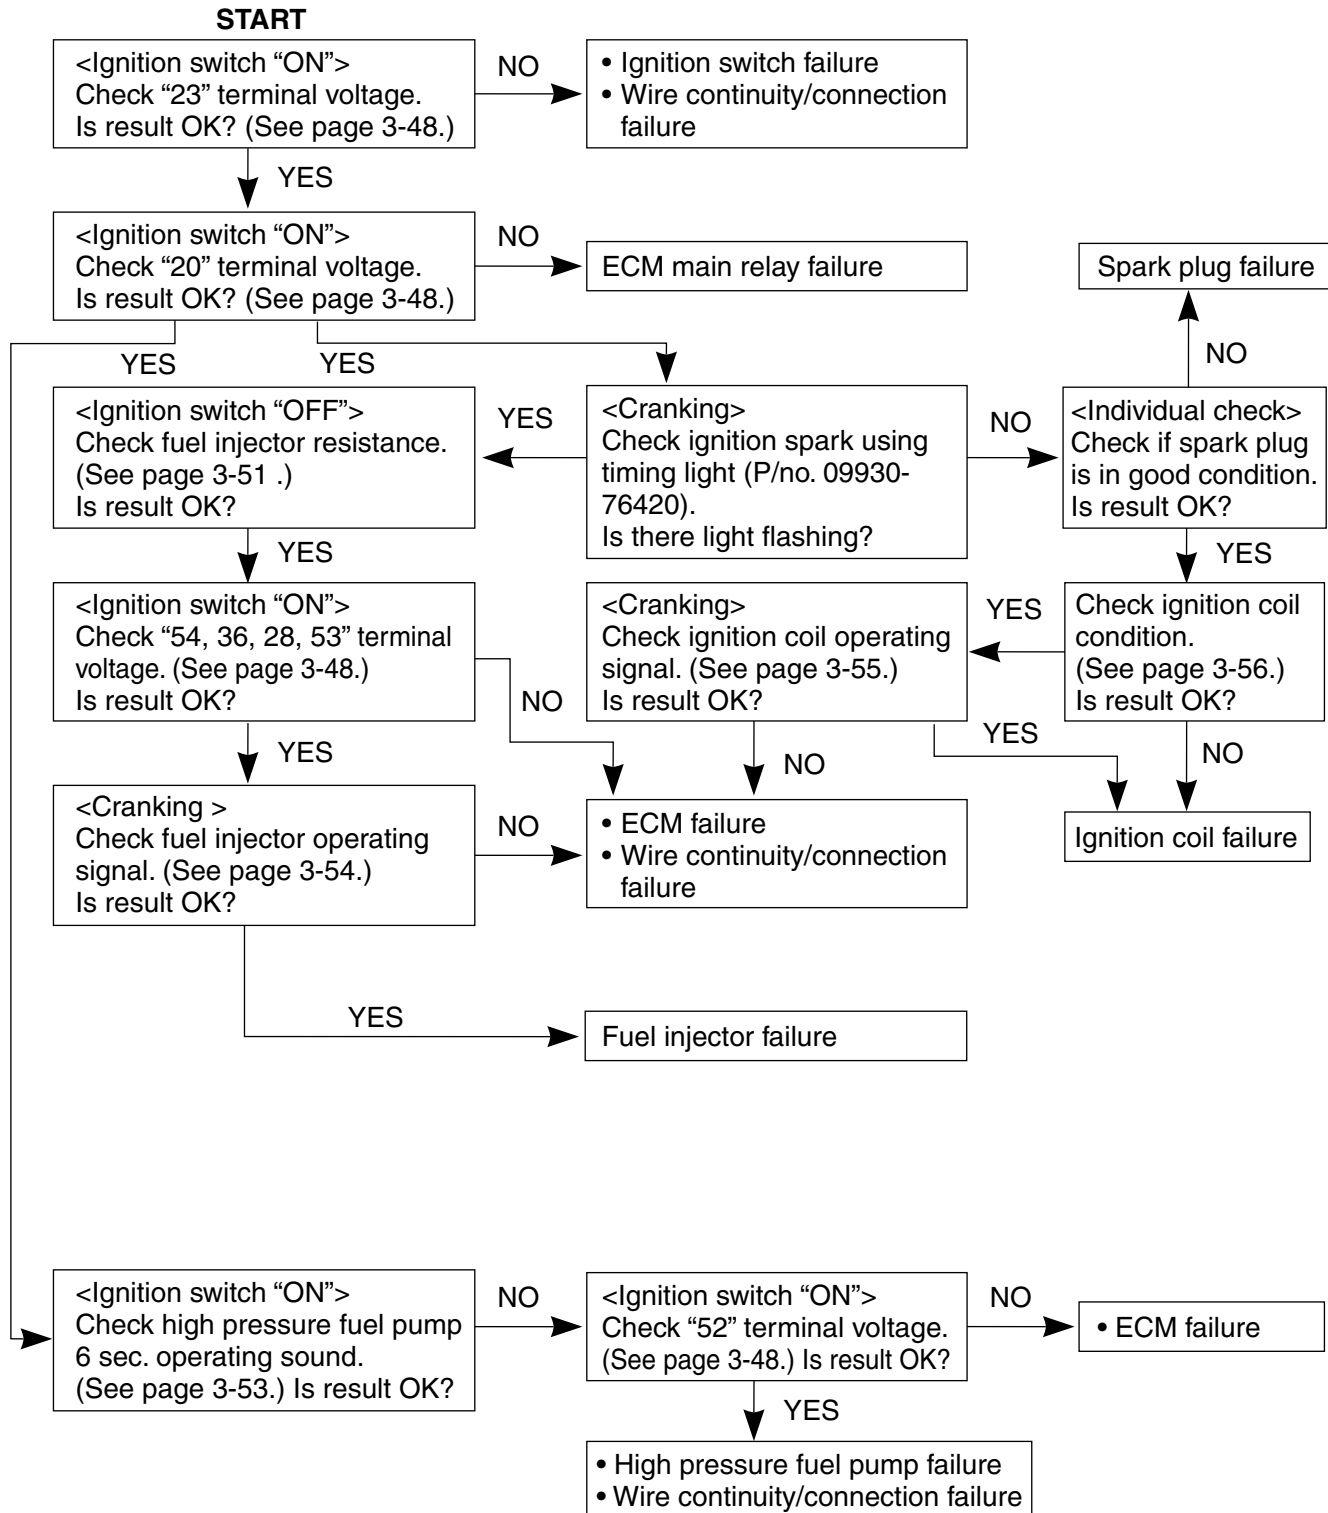 START
<Ignition switch “ON”>
Check “23” terminal voltage.
Is result OK? (See page 3-48.)
NO
• Ignition switch failure
• Wire continuity/connection
failure
YES
<Ignition switch “ON”>
Check “20” terminal voltage.
Is result OK? (See page 3-48.)
NO
ECM main relay failure
Spark plug failure
YES
YES
NO
<Ignition switch “OFF”>
Check fuel injector resistance.
(See page 3-51 .)
Is result OK?
YES
<Cranking>
Check ignition spark using
timing light (P/no. 09930-
76420).
Is there light flashing?
NO
<Individual check>
Check if spark plug
is in good condition.
Is result OK?
YES
YES
<Ignition switch “ON”>
Check “54, 36, 28, 53” terminal
voltage. (See page 3-48.)
Is result OK?
NO
<Cranking>
Check ignition coil operating
signal. (See page 3-55.)
Is result OK?
YES
Check ignition coil
condition.
(See page 3-56.)
Is result OK?
YES
NO
YES
NO
<Cranking >
Check fuel injector operating
signal. (See page 3-54.)
Is result OK?
NO
• ECM failure
• Wire continuity/connection
failure
Ignition coil failure
YES
Fuel injector failure
<Ignition switch “ON”>
Check high pressure fuel pump
6 sec. operating sound.
(See page 3-53.) Is result OK?
NO
<Ignition switch “ON”>
Check “52” terminal voltage.
(See page 3-48.) Is result OK?
NO
• ECM failure
YES
• High pressure fuel pump failure
• Wire continuity/connection failure